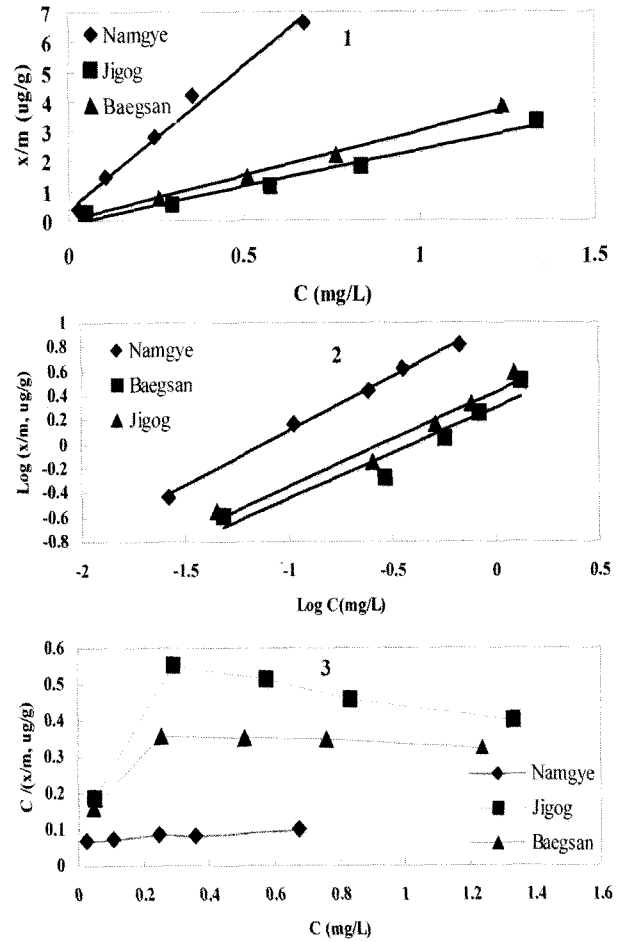 7
6
5
4
3
2
1
0
x/m (ug/g)
Namgye
Jigog
Baegsan
1
0 0.5 1 1.5
C (mg/L)
1
0.8
0.6
0.4
0.2
0
-0.2
-0.4
-0.6
-0.8
Log (x/m, ug/g)
Namgye
Baegsan
Jigog
2
-2 -1.5 -1 -0.5 0 0.5
Log C(mg/L)
0.6
0.5
0.4
0.3
0.2
0.1
0
C /(x/m, ug/g)
3
Namgye
Jigog
Baegsan
0 0.2 0.4 0.6 0.8 1 1.2 1.4 1.6
C (mg/L)